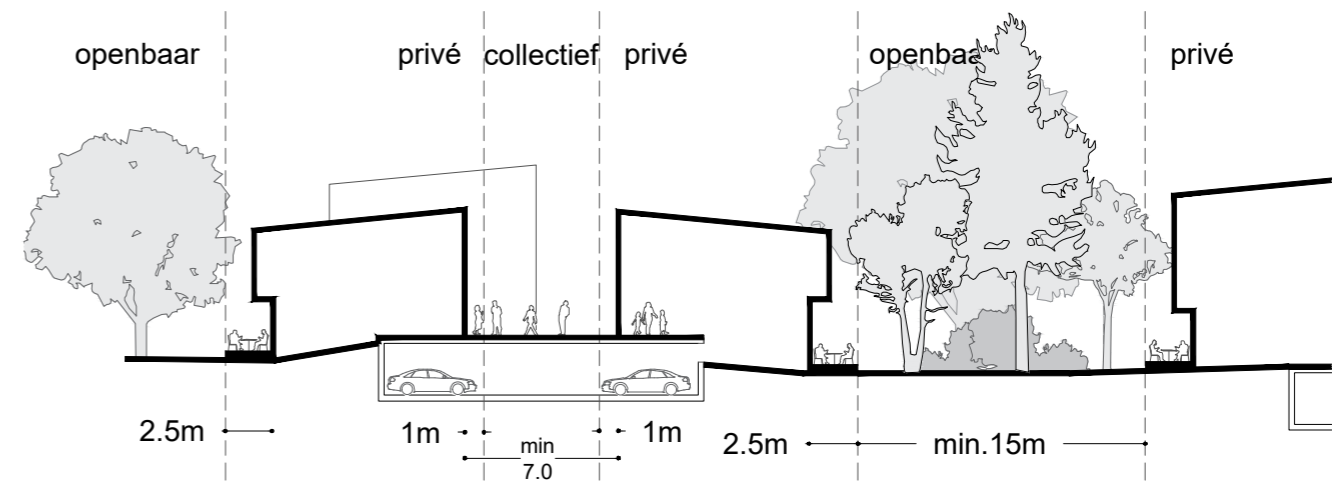 openbaar
privé
collectief
privé
openbaa
privé
2.5m
1m
min
7.0
1m
2.5m
min.15m